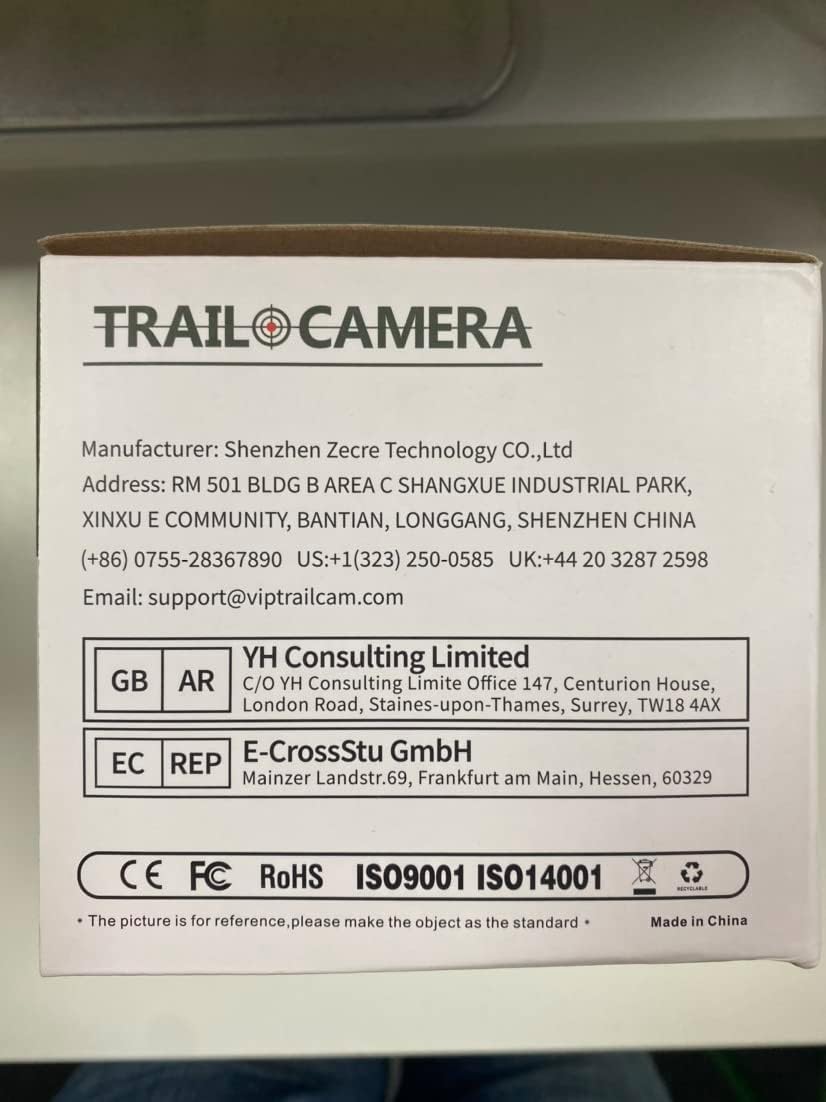 TRAIL CAMERA
Manufacturer: Shenzhen Zecre Technology CO.,Ltd
Address: RM 501 BLDG B AREA C SHANGXUE INDUSTRIAL PARK,
XINXU E COMMUNITY, BANTIAN, LONGGANG, SHENZHEN CHINA
(+86) 0755-28367890 US:+1(323) 250-0585 UK:+44 20 3287 2598
Email: support@viptrailcam.com
GB AR
YH Consulting Limited
C/O YH Consulting Limite Office 147, Centurion House,
London Road, Staines-upon-Thames, Surrey, TW18 4AX
EC REP
E-CrossStu GmbH
Mainzer Landstr.69, Frankfurt am Main, Hessen, 60329
CE FC RoHS ISO9001 ISO14001
RECYCLABLE
• The picture is for reference,please make the object as the standard •
Made in China